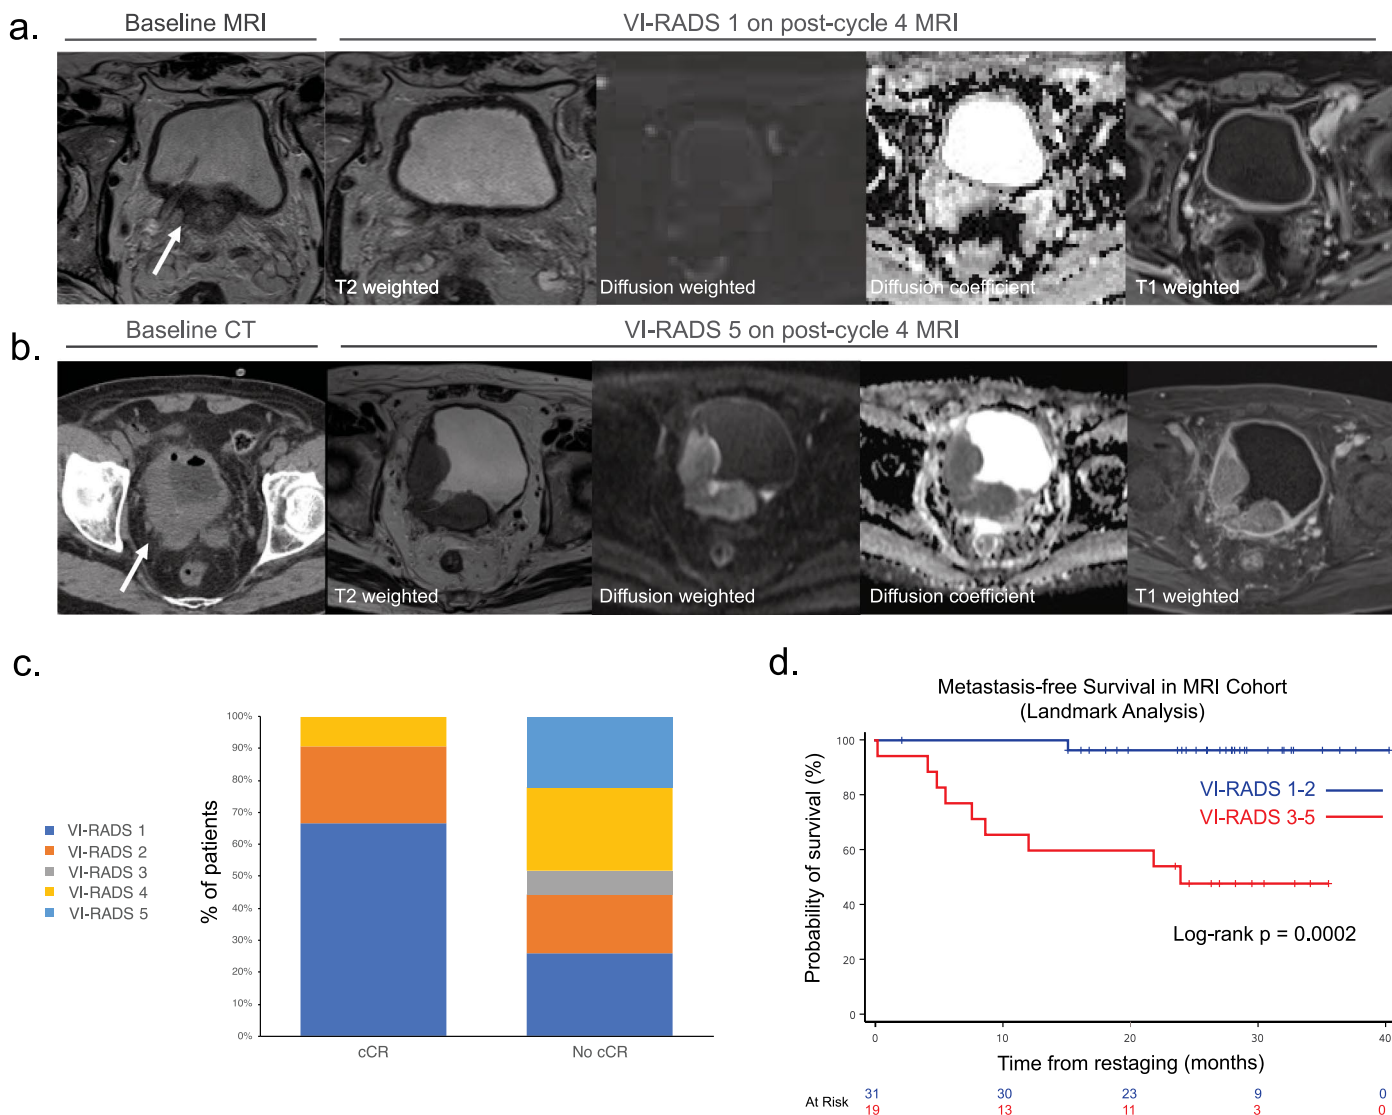 a.
Baseline MRI
VI-RADS 1 on post-cycle 4 MRI
T2 weighted
Diffusion weighted
Diffusion coefficient
T1 weighted
b.
Baseline CT
VI-RADS 5 on post-cycle 4 MRI
T2 weighted
Diffusion weighted
Diffusion coefficient
T1 weighted
c.
VI-RADS 1
VI-RADS 2
VI-RADS 3
VI-RADS 4
VI-RADS 5
% of patients
100%
90%
80%
70%
60%
50%
40%
30%
20%
10%
0%
cCR
No cCR
d.
Metastasis-free Survival in MRI Cohort
(Landmark Analysis)
Probability of survival (%)
100
80
60
40
20
0
VI-RADS 1-2
VI-RADS 3-5
Log-rank p = 0.0002
0 10 20 30 40
Time from restaging (months)
At Risk
31 30 23 9 0
19 13 11 3 0